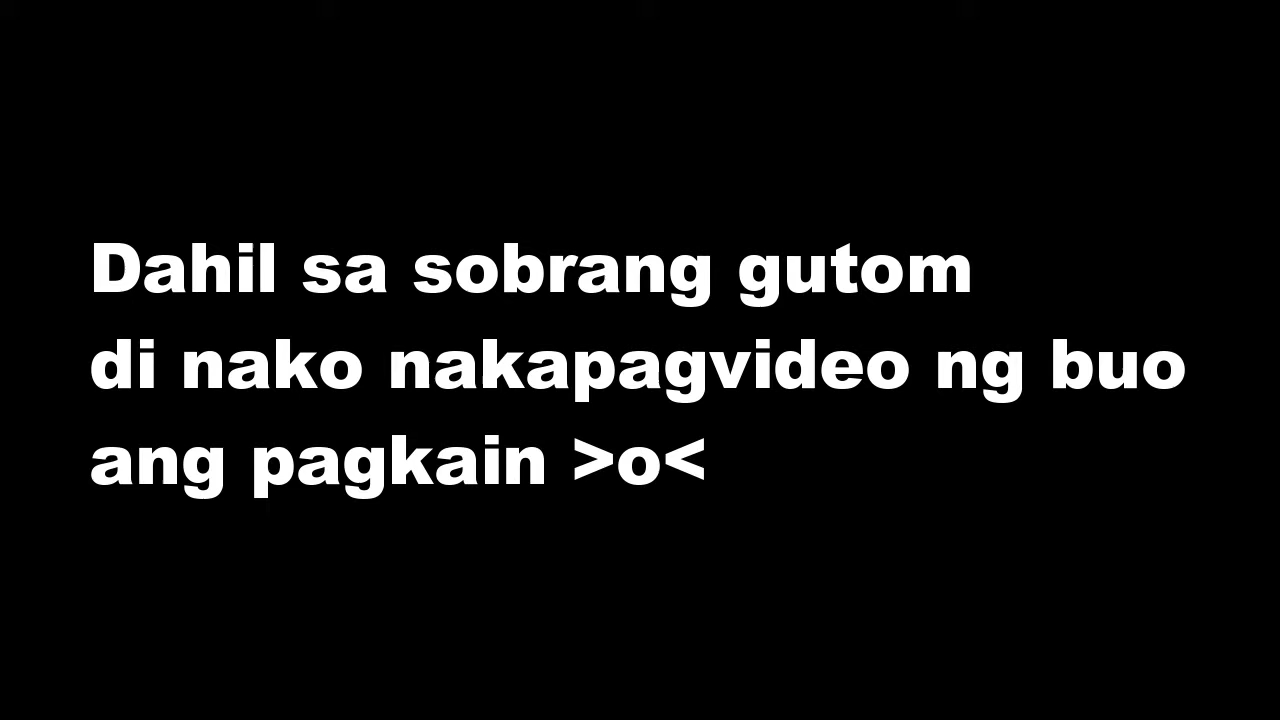 Dahil sa sobrang gutom
di nako nakapagvideo ng buo
ang pagkain >o<